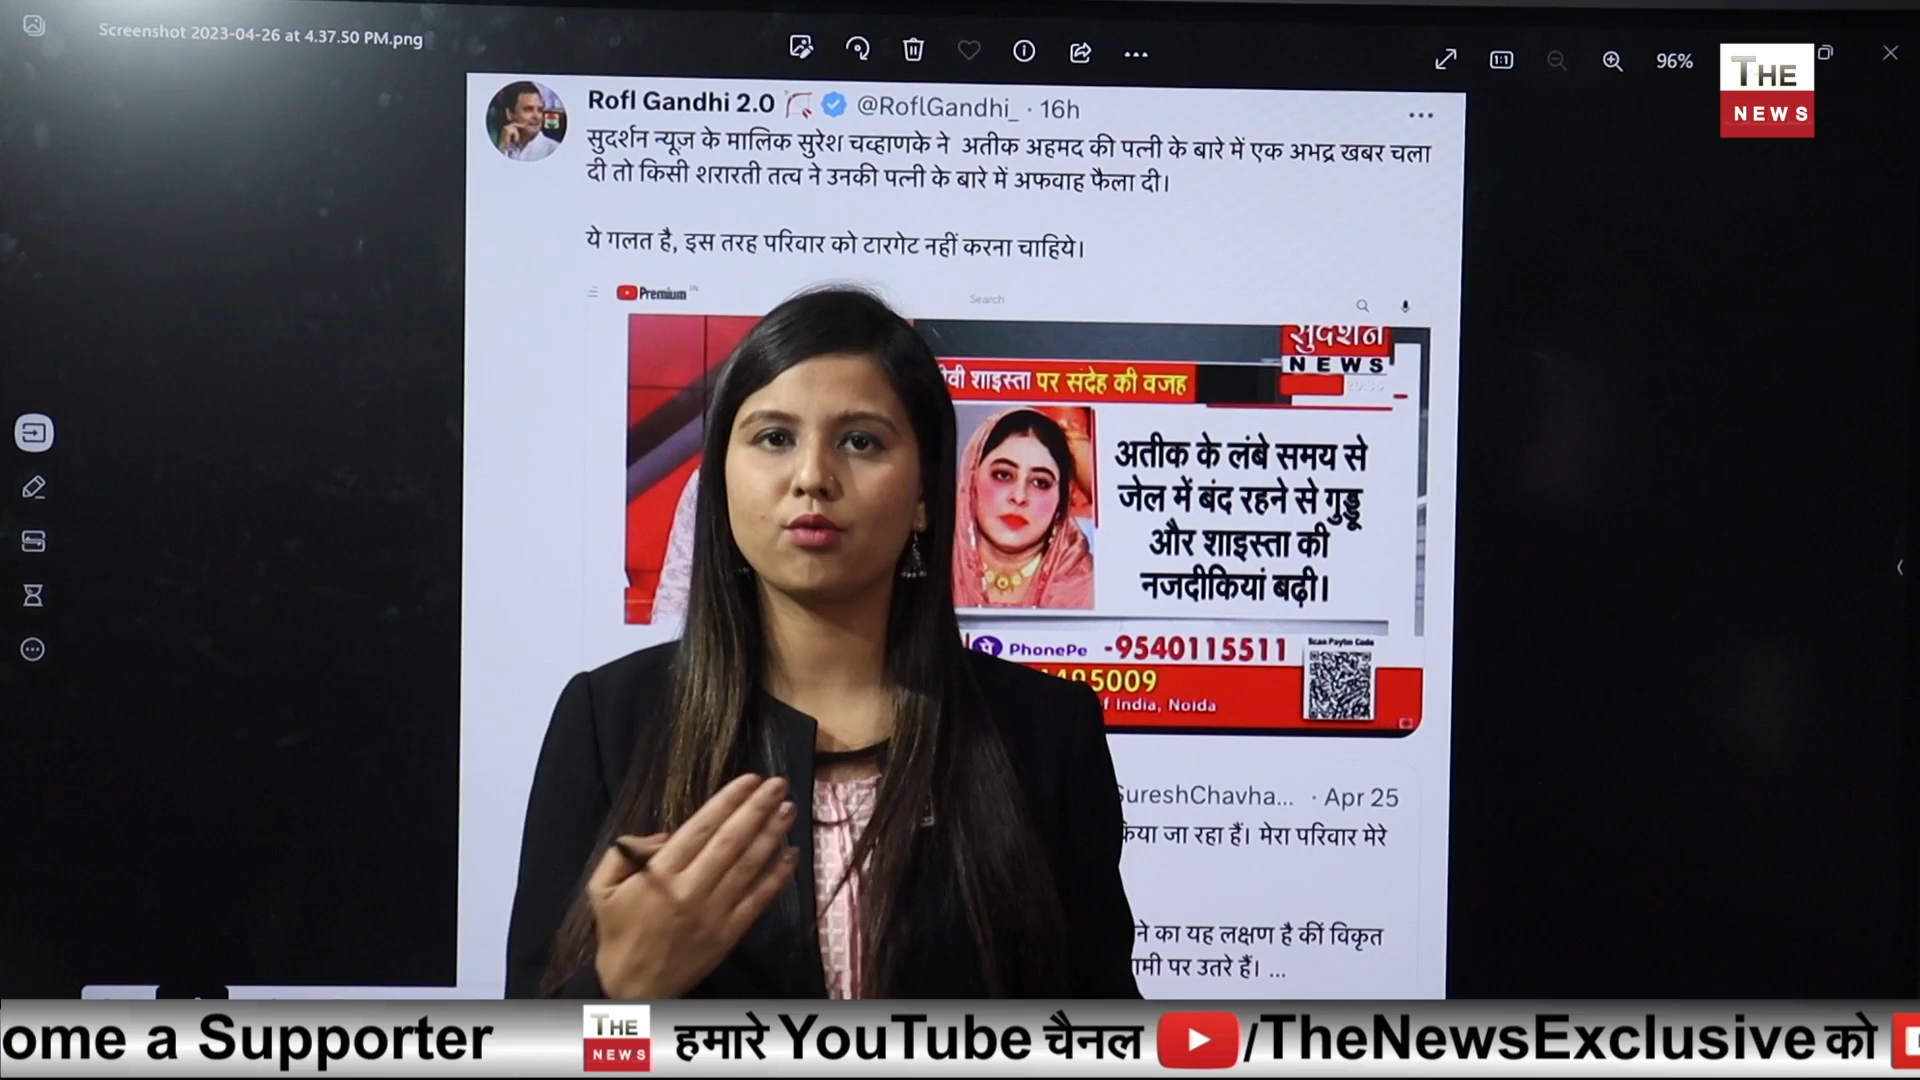 Screenshot 2023-04-26 at 4.37.50 PM.png
96%
THE
NEWS
Rofl Gandhi 2.0 @RoflGandhi_ · 16h
सुदर्शन न्यूज़ के मालिक सुरेश चव्हाणके ने अतीक अहमद की पत्नी के बारे में एक अभद्र खबर चला
दी तो किसी शरारती तत्व ने उनकी पत्नी के बारे में अफवाह फैला दी।
ये गलत है, इस तरह परिवार को टारगेट नहीं करना चाहिये।
Premium IN
Search
सुदर्शन
NEWS
शाइस्ता पर संदेह की वजह
अतीक के लंबे समय से
जेल में बंद रहने से गुड्डू
और शाइस्ता की
नजदीकियां बढ़ी।
PhonePe -9540115511
Scan Paytm Code
5009
India, Noida
SureshChavha... · Apr 25
किया जा रहा हैं। मेरा परिवार मेरे
ने का यह लक्षण है कीं विकृत
पर उतरे हैं। ...
ome a Supporter
THE
NEWS
हमारे YouTube चैनल /TheNewsExclusive को